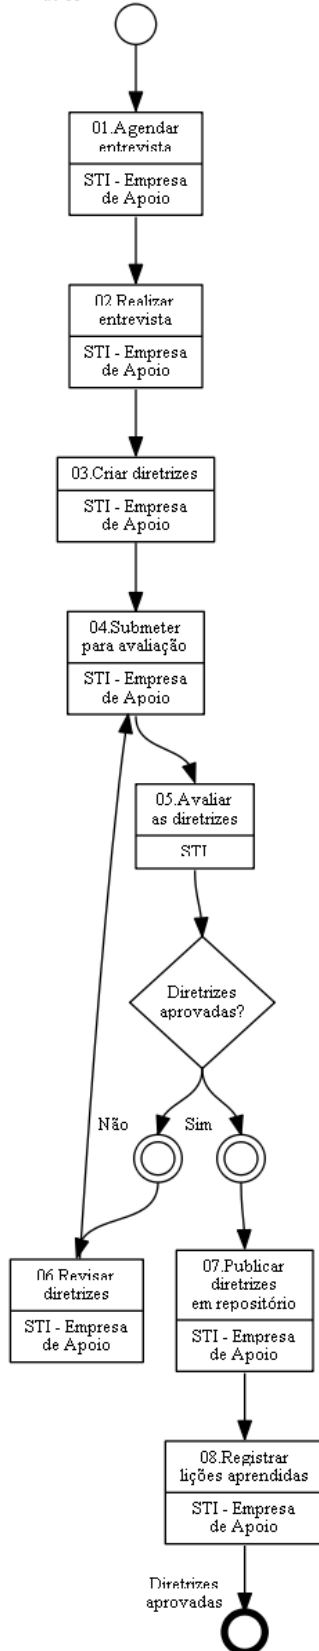 01.Agendar
entrevista
STI - Empresa
de Apoio
02.Realizar
entrevista
STI - Empresa
de Apoio
03.Criar diretrizes
STI - Empresa
de Apoio
04.Submeter
para avaliação
STI - Empresa
de Apoio
05.Avaliar
as diretrizes
STI
Diretrizes
aprovadas?
Não
Sim
06.Revisar
diretrizes
STI - Empresa
de Apoio
07.Publicar
diretrizes
em repositório
STI - Empresa
de Apoio
08.Registrar
lições aprendidas
STI - Empresa
de Apoio
Diretrizes
aprovadas